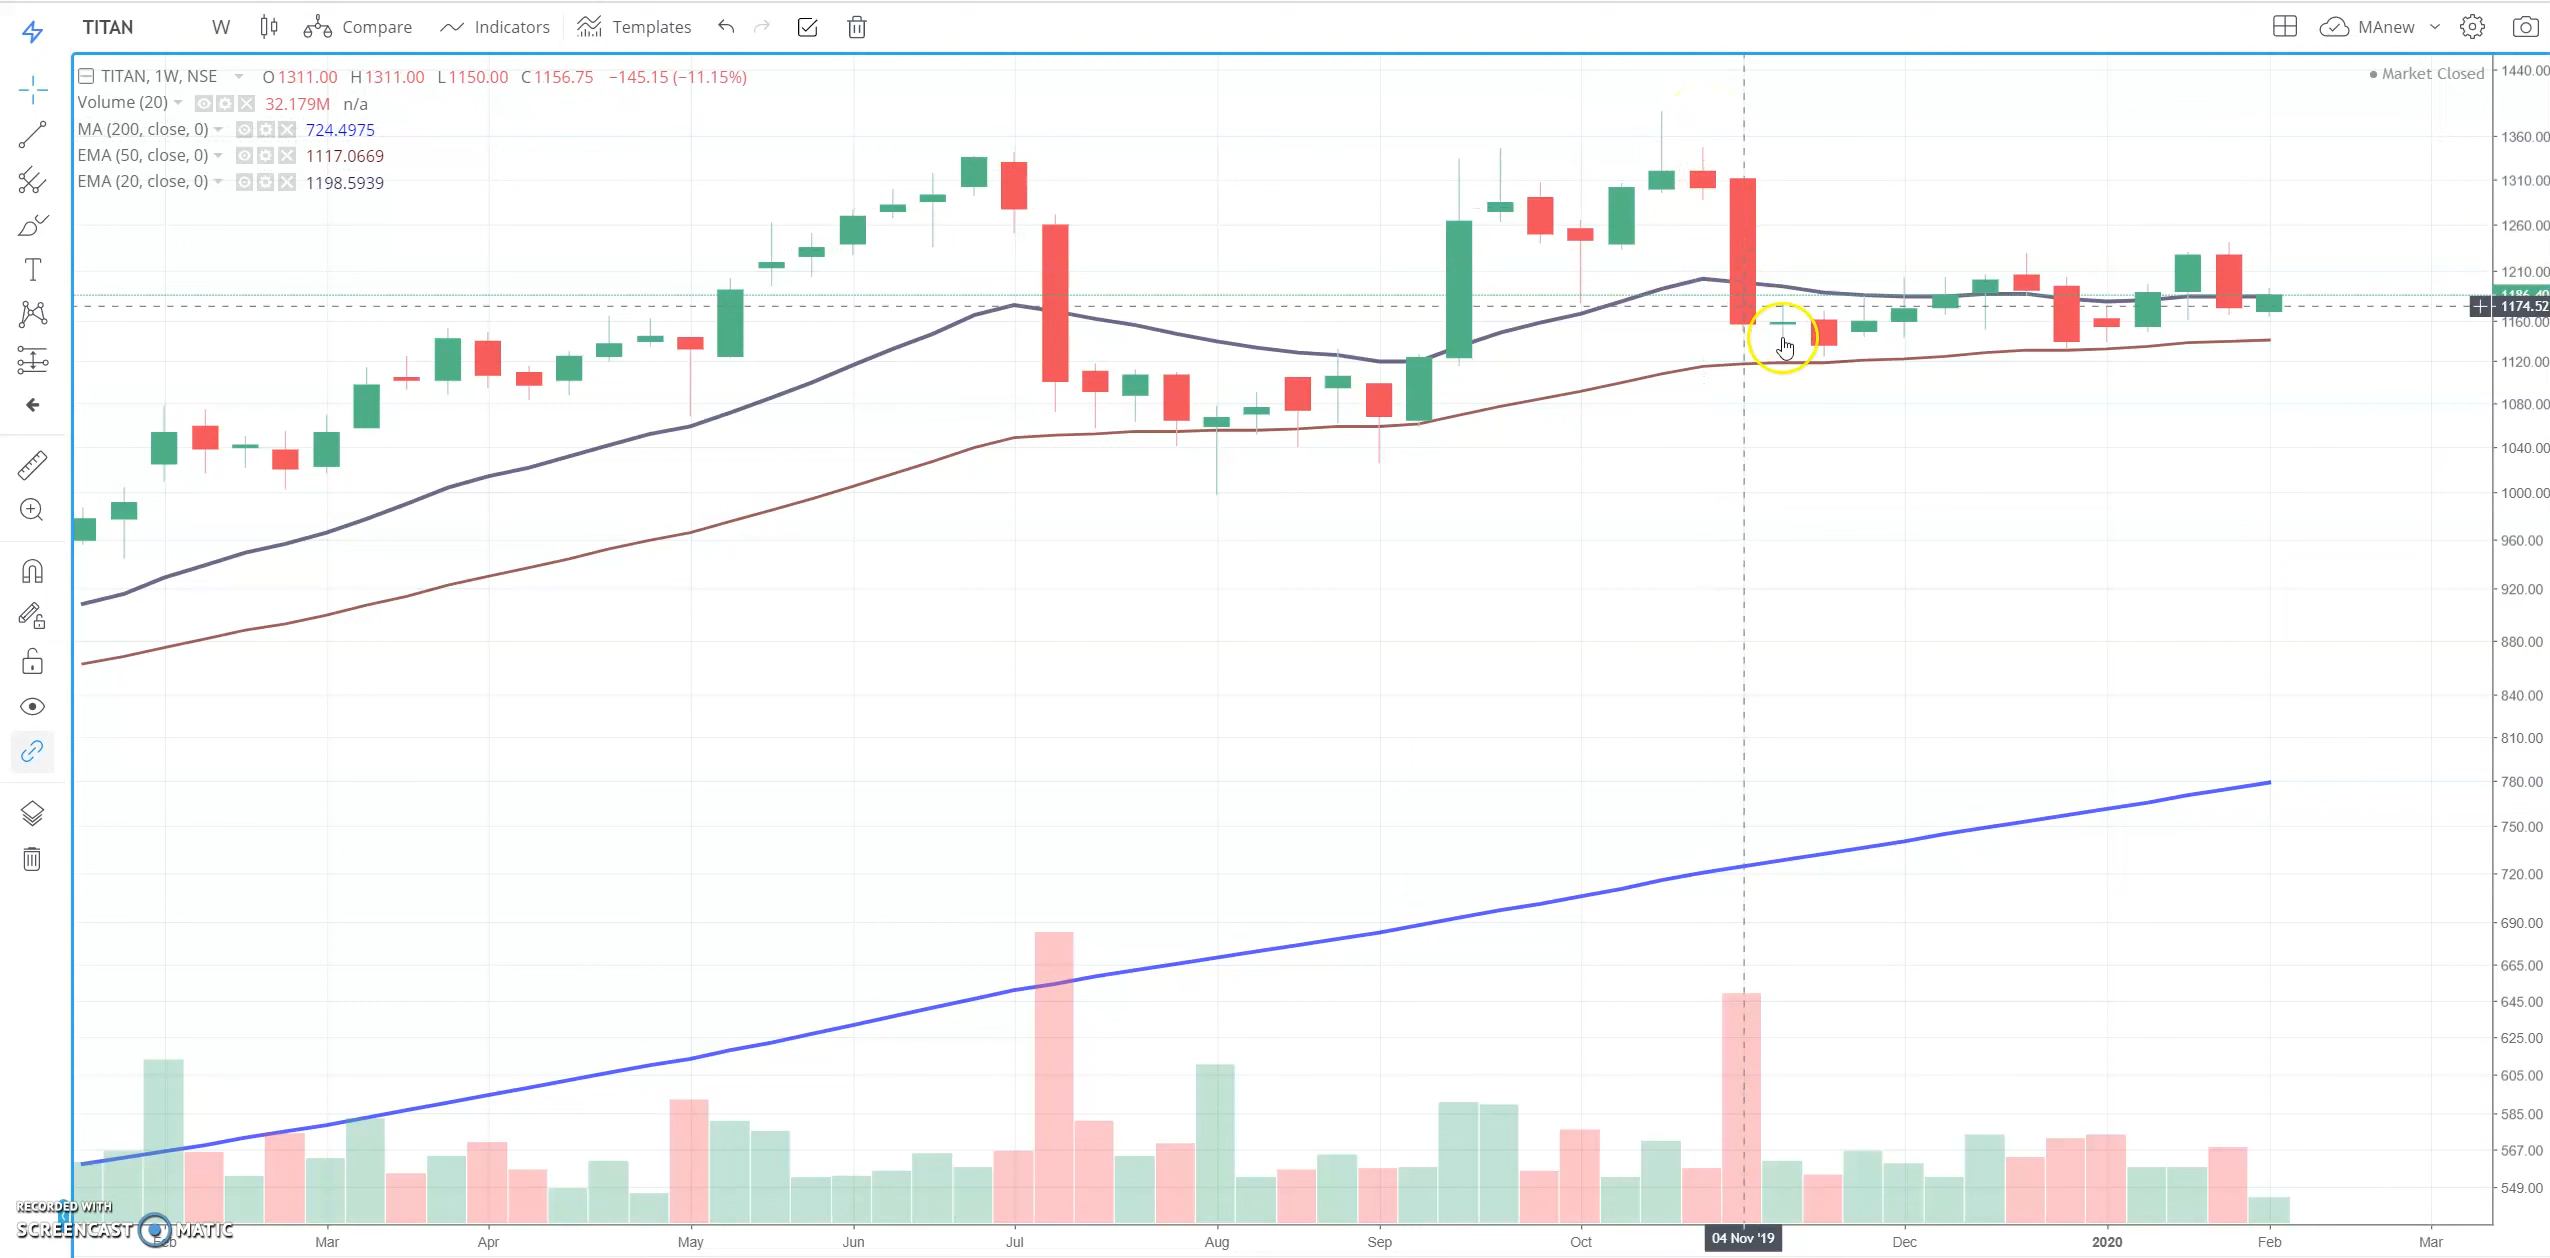 TITAN W Compare Indicators Templates MAnew
TITAN, 1W, NSE O1311.00 H1311.00 L1150.00 C1156.75 −145.15 (−11.15%)
Market Closed
Volume (20) 32.179M n/a
MA (200, close, 0) 724.4975
EMA (50, close, 0) 1117.0669
EMA (20, close, 0) 1198.5939
1440.00
1360.00
1310.00
1260.00
1210.00
1174.52
1160.00
1120.00
1080.00
1040.00
1000.00
960.00
920.00
880.00
840.00
810.00
780.00
750.00
720.00
690.00
665.00
645.00
625.00
605.00
585.00
567.00
549.00
RECORDED WITH
SCREENCAST MATIC
Feb Mar Apr May Jun Jul Aug Sep Oct 04 Nov '19 Dec 2020 Feb Mar